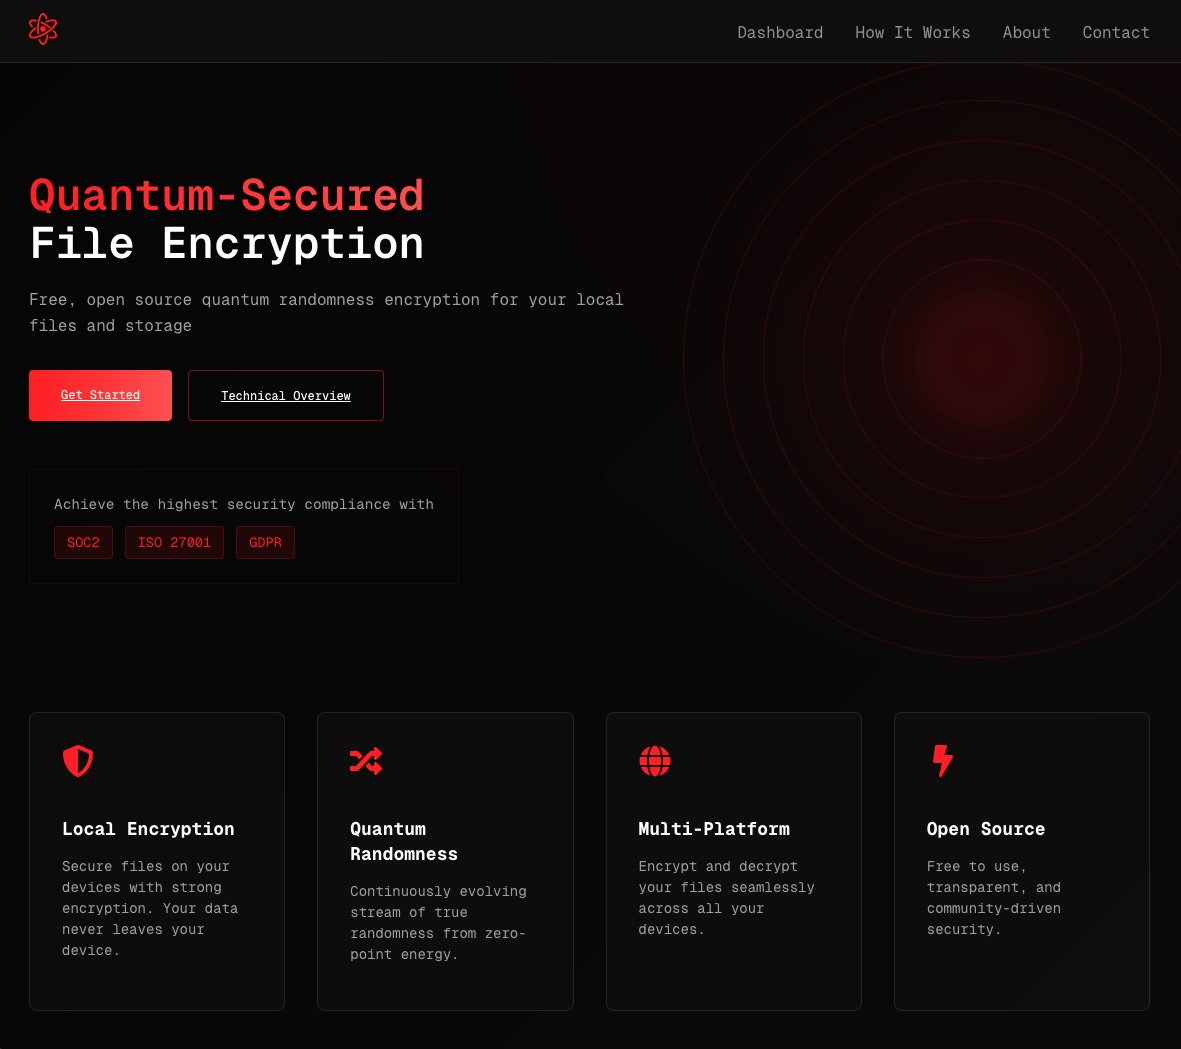 Dashboard How It Works About Contact
Quantum-Secured
File Encryption
Free, open source quantum randomness encryption for your local
files and storage
Get Started Technical Overview
Achieve the highest security compliance with
SOC2 ISO 27001 GDPR
Local Encryption
Secure files on your
devices with strong
encryption. Your data
never leaves your
device.
Quantum
Randomness
Continuously evolving
stream of true
randomness from zero-
point energy.
Multi-Platform
Encrypt and decrypt
your files seamlessly
across all your
devices.
Open Source
Free to use,
transparent, and
community-driven
security.